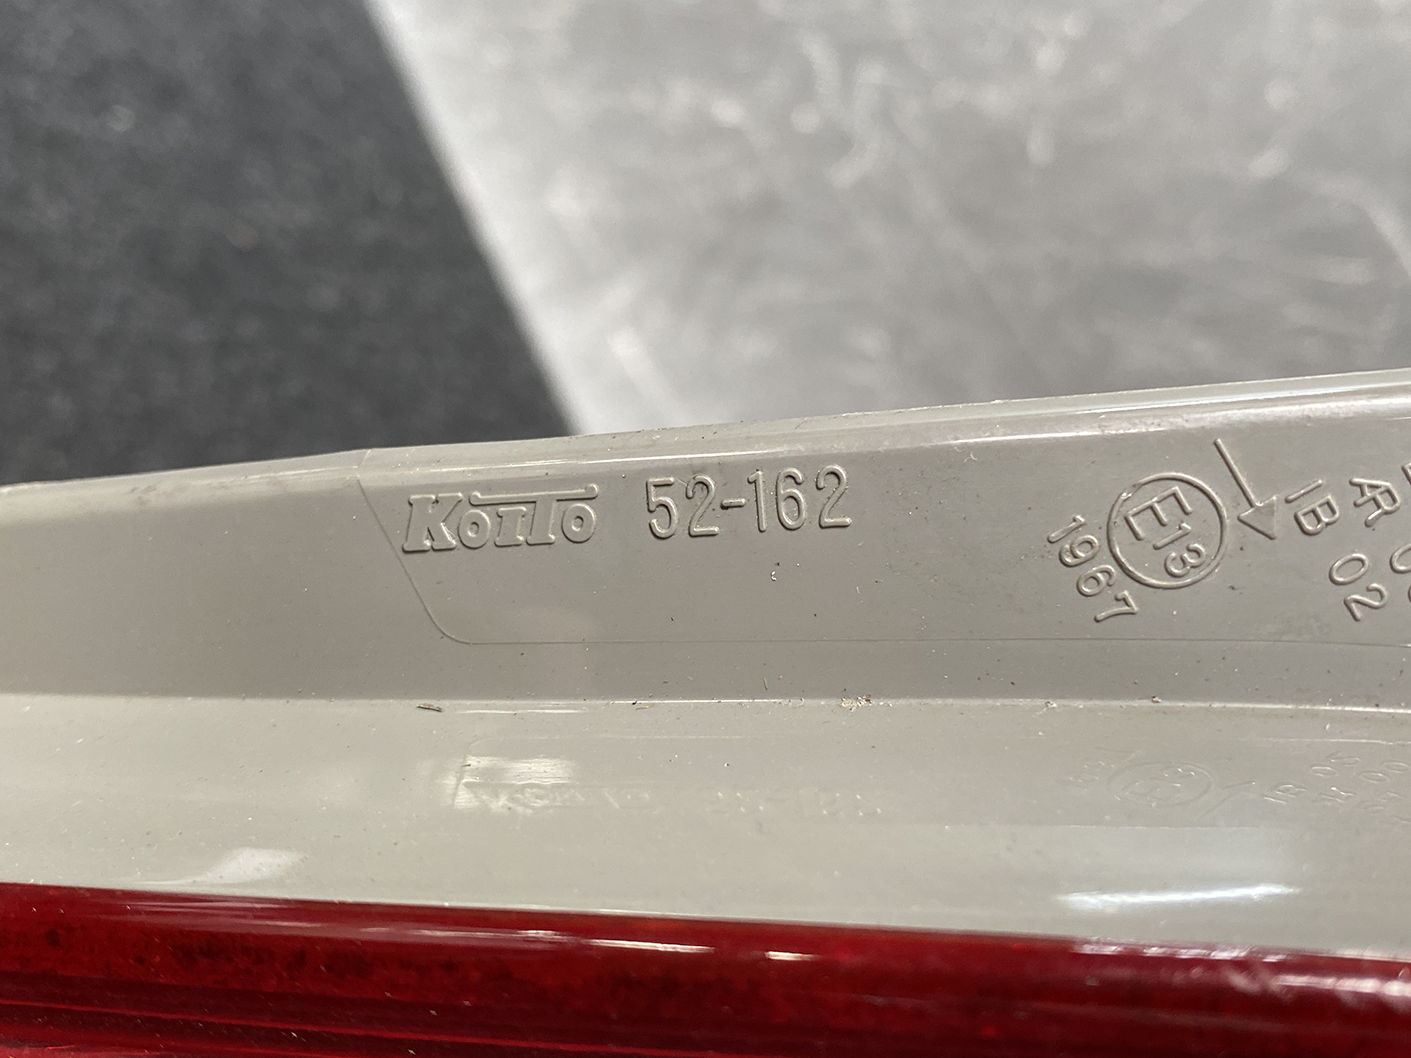 KOITO 52-162
E13
1967
IB
02
AR